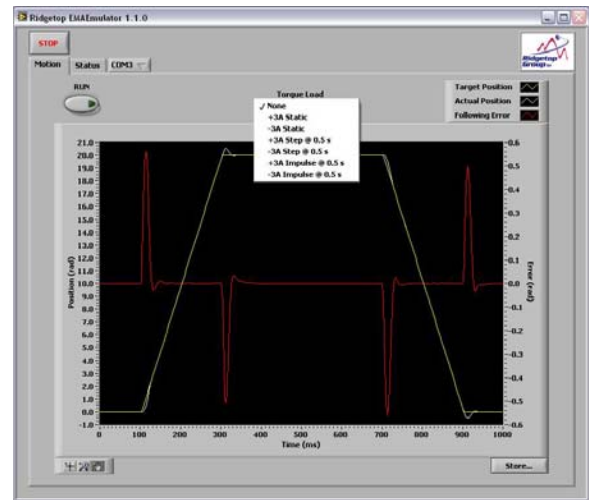 Ridgetop EMAEmulator 1.1.0
STOP
Ridgetop
Group Inc
Motion
Status
COM3
RUN
Torque Load
✓ None
+3A Static
-3A Static
+3A Step @ 0.5 s
-3A Step @ 0.5 s
+3A Impulse @ 0.5 s
-3A Impulse @ 0.5 s
Target Position
Actual Position
Following Error
Position (rad)
21.0
20.0
19.0
18.0
17.0
16.0
15.0
14.0
13.0
12.0
11.0
10.0
9.0
8.0
7.0
6.0
5.0
4.0
3.0
2.0
1.0
0.0
-1.0
Error (rad)
0.6
0.5
0.4
0.3
0.2
0.1
0.0
-0.1
-0.2
-0.3
-0.4
-0.5
-0.6
0 100 200 300 400 500 600 700 800 900 1000
Time (ms)
Store...